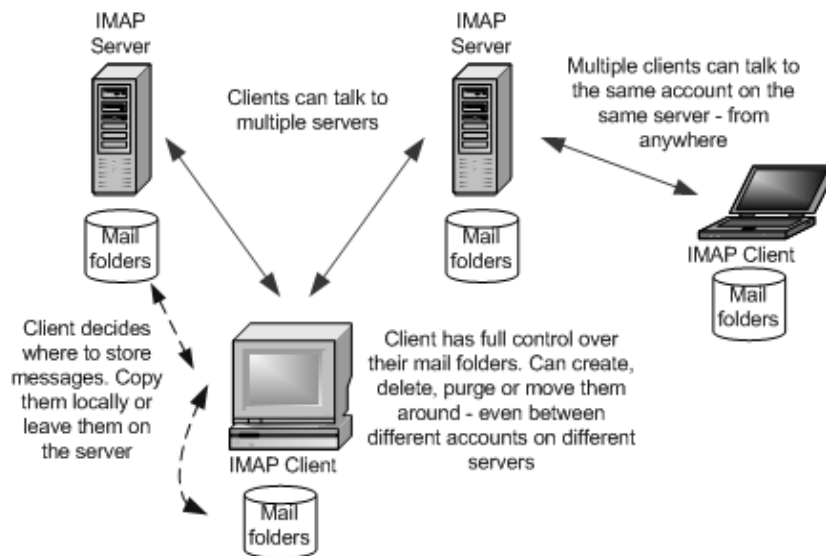 IMAP
Server
IMAP
Server
Clients can talk to
multiple servers
Multiple clients can talk to
the same account on the
same server - from
anywhere
Mail
folders
Mail
folders
IMAP Client
Mail
folders
Client decides
where to store
messages. Copy
them locally or
leave them on
the server
Client has full control over
their mail folders. Can create,
delete, purge or move them
around - even between
different accounts on different
servers
IMAP Client
Mail
folders